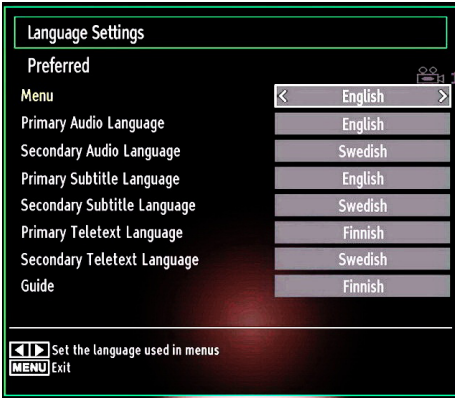 Language Settings
Preferred
1
Menu < English >
Primary Audio Language English
Secondary Audio Language Swedish
Primary Subtitle Language English
Secondary Subtitle Language Swedish
Primary Teletext Language Finnish
Secondary Teletext Language Swedish
Guide Finnish
Set the language used in menus
MENU Exit